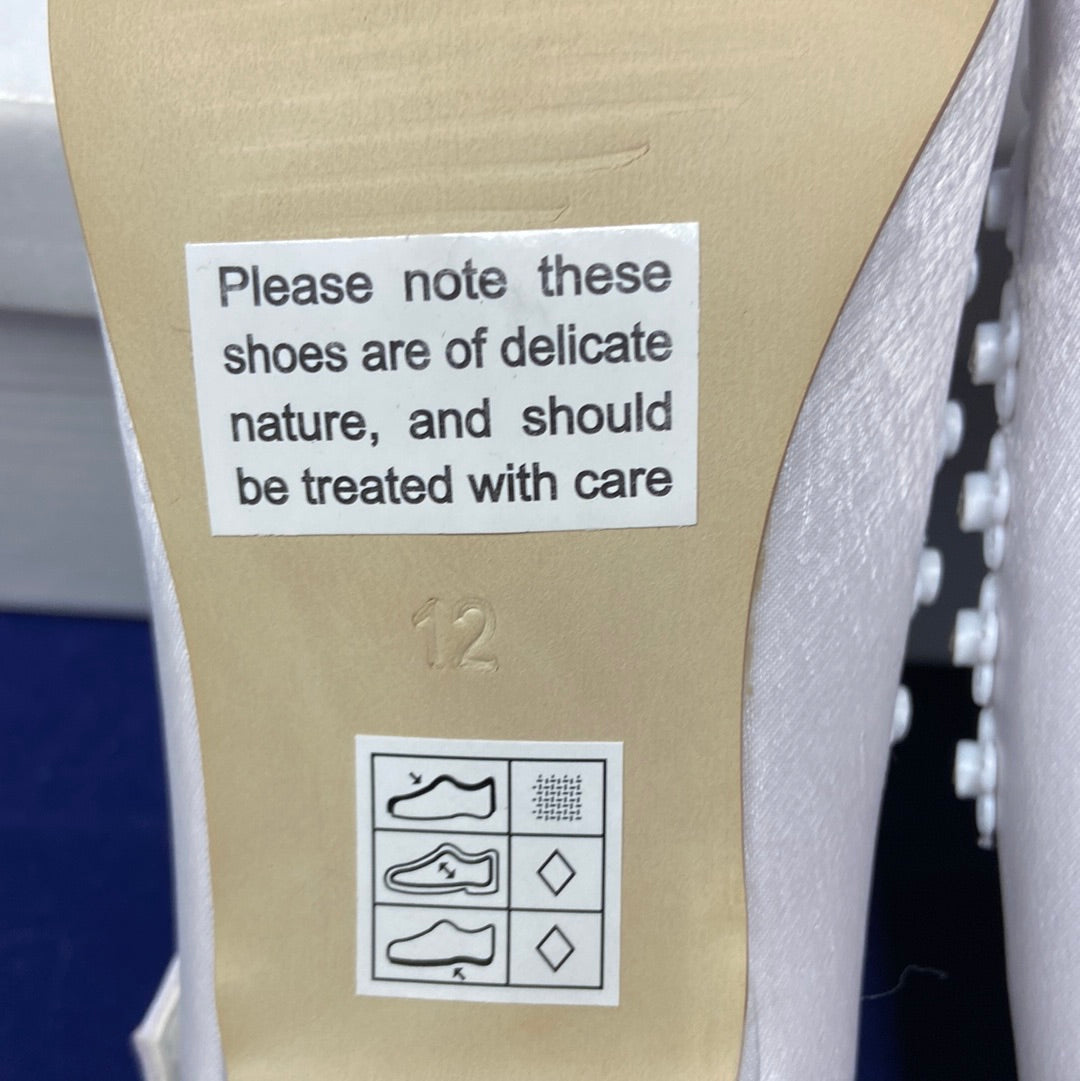 Please note these
shoes are of delicate
nature, and should
be treated with care
12